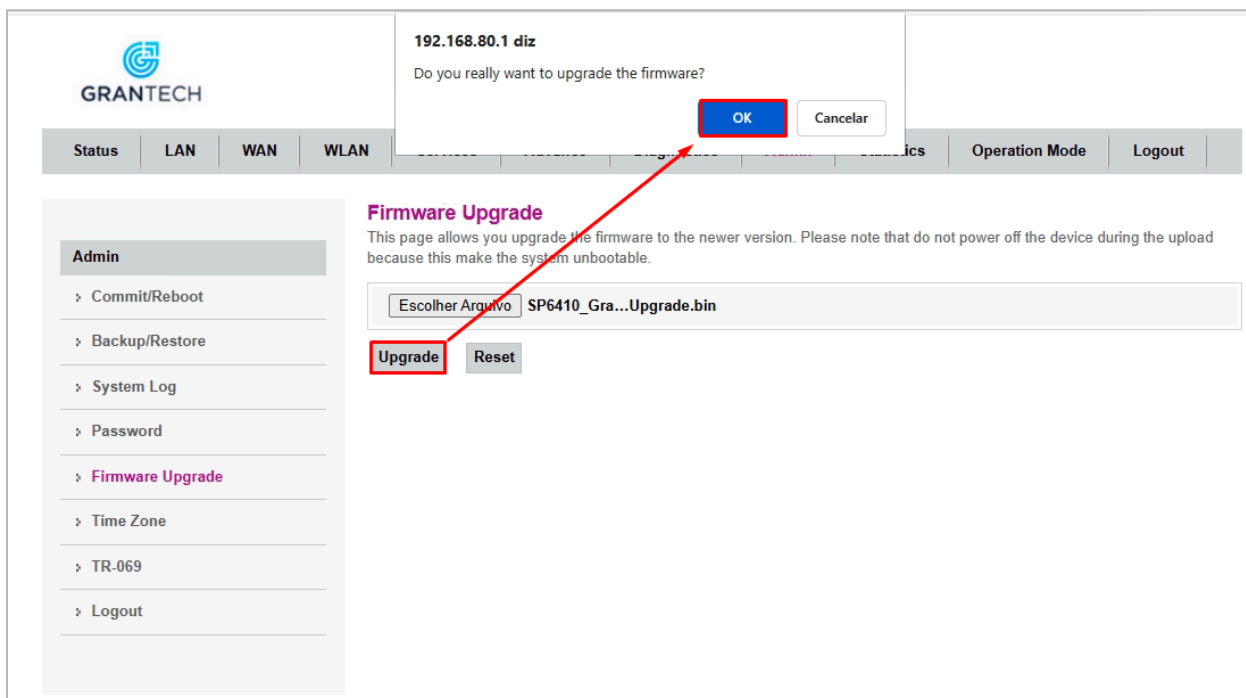 192.168.80.1 diz
Do you really want to upgrade the firmware?
OK Cancelar
GRANTECH
Status LAN WAN WLAN Operation Mode Logout
Firmware Upgrade
This page allows you upgrade the firmware to the newer version. Please note that do not power off the device during the upload
because this make the system unbootable.
Admin
Commit/Reboot
Escolher Arquivo SP6410_Gra...Upgrade.bin
Backup/Restore
Upgrade Reset
System Log
Password
Firmware Upgrade
Time Zone
TR-069
Logout